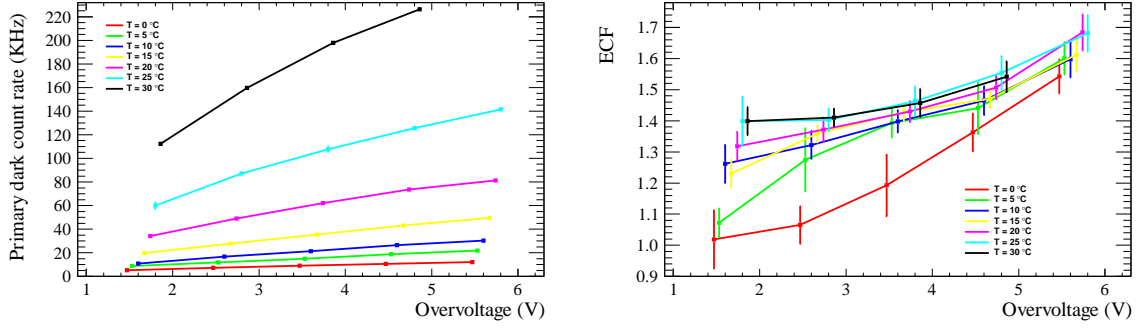 Primary dark count rate (KHz)
220
200
180
160
140
120
100
80
60
40
20
0
T = 0 °C
T = 5 °C
T = 10 °C
T = 15 °C
T = 20 °C
T = 25 °C
T = 30 °C
1 2 3 4 5 6
Overvoltage (V)
ECF
1.7
1.6
1.5
1.4
1.3
1.2
1.1
1.0
0.9
T = 0 °C
T = 5 °C
T = 10 °C
T = 15 °C
T = 20 °C
T = 25 °C
T = 30 °C
1 2 3 4 5 6
Overvoltage (V)